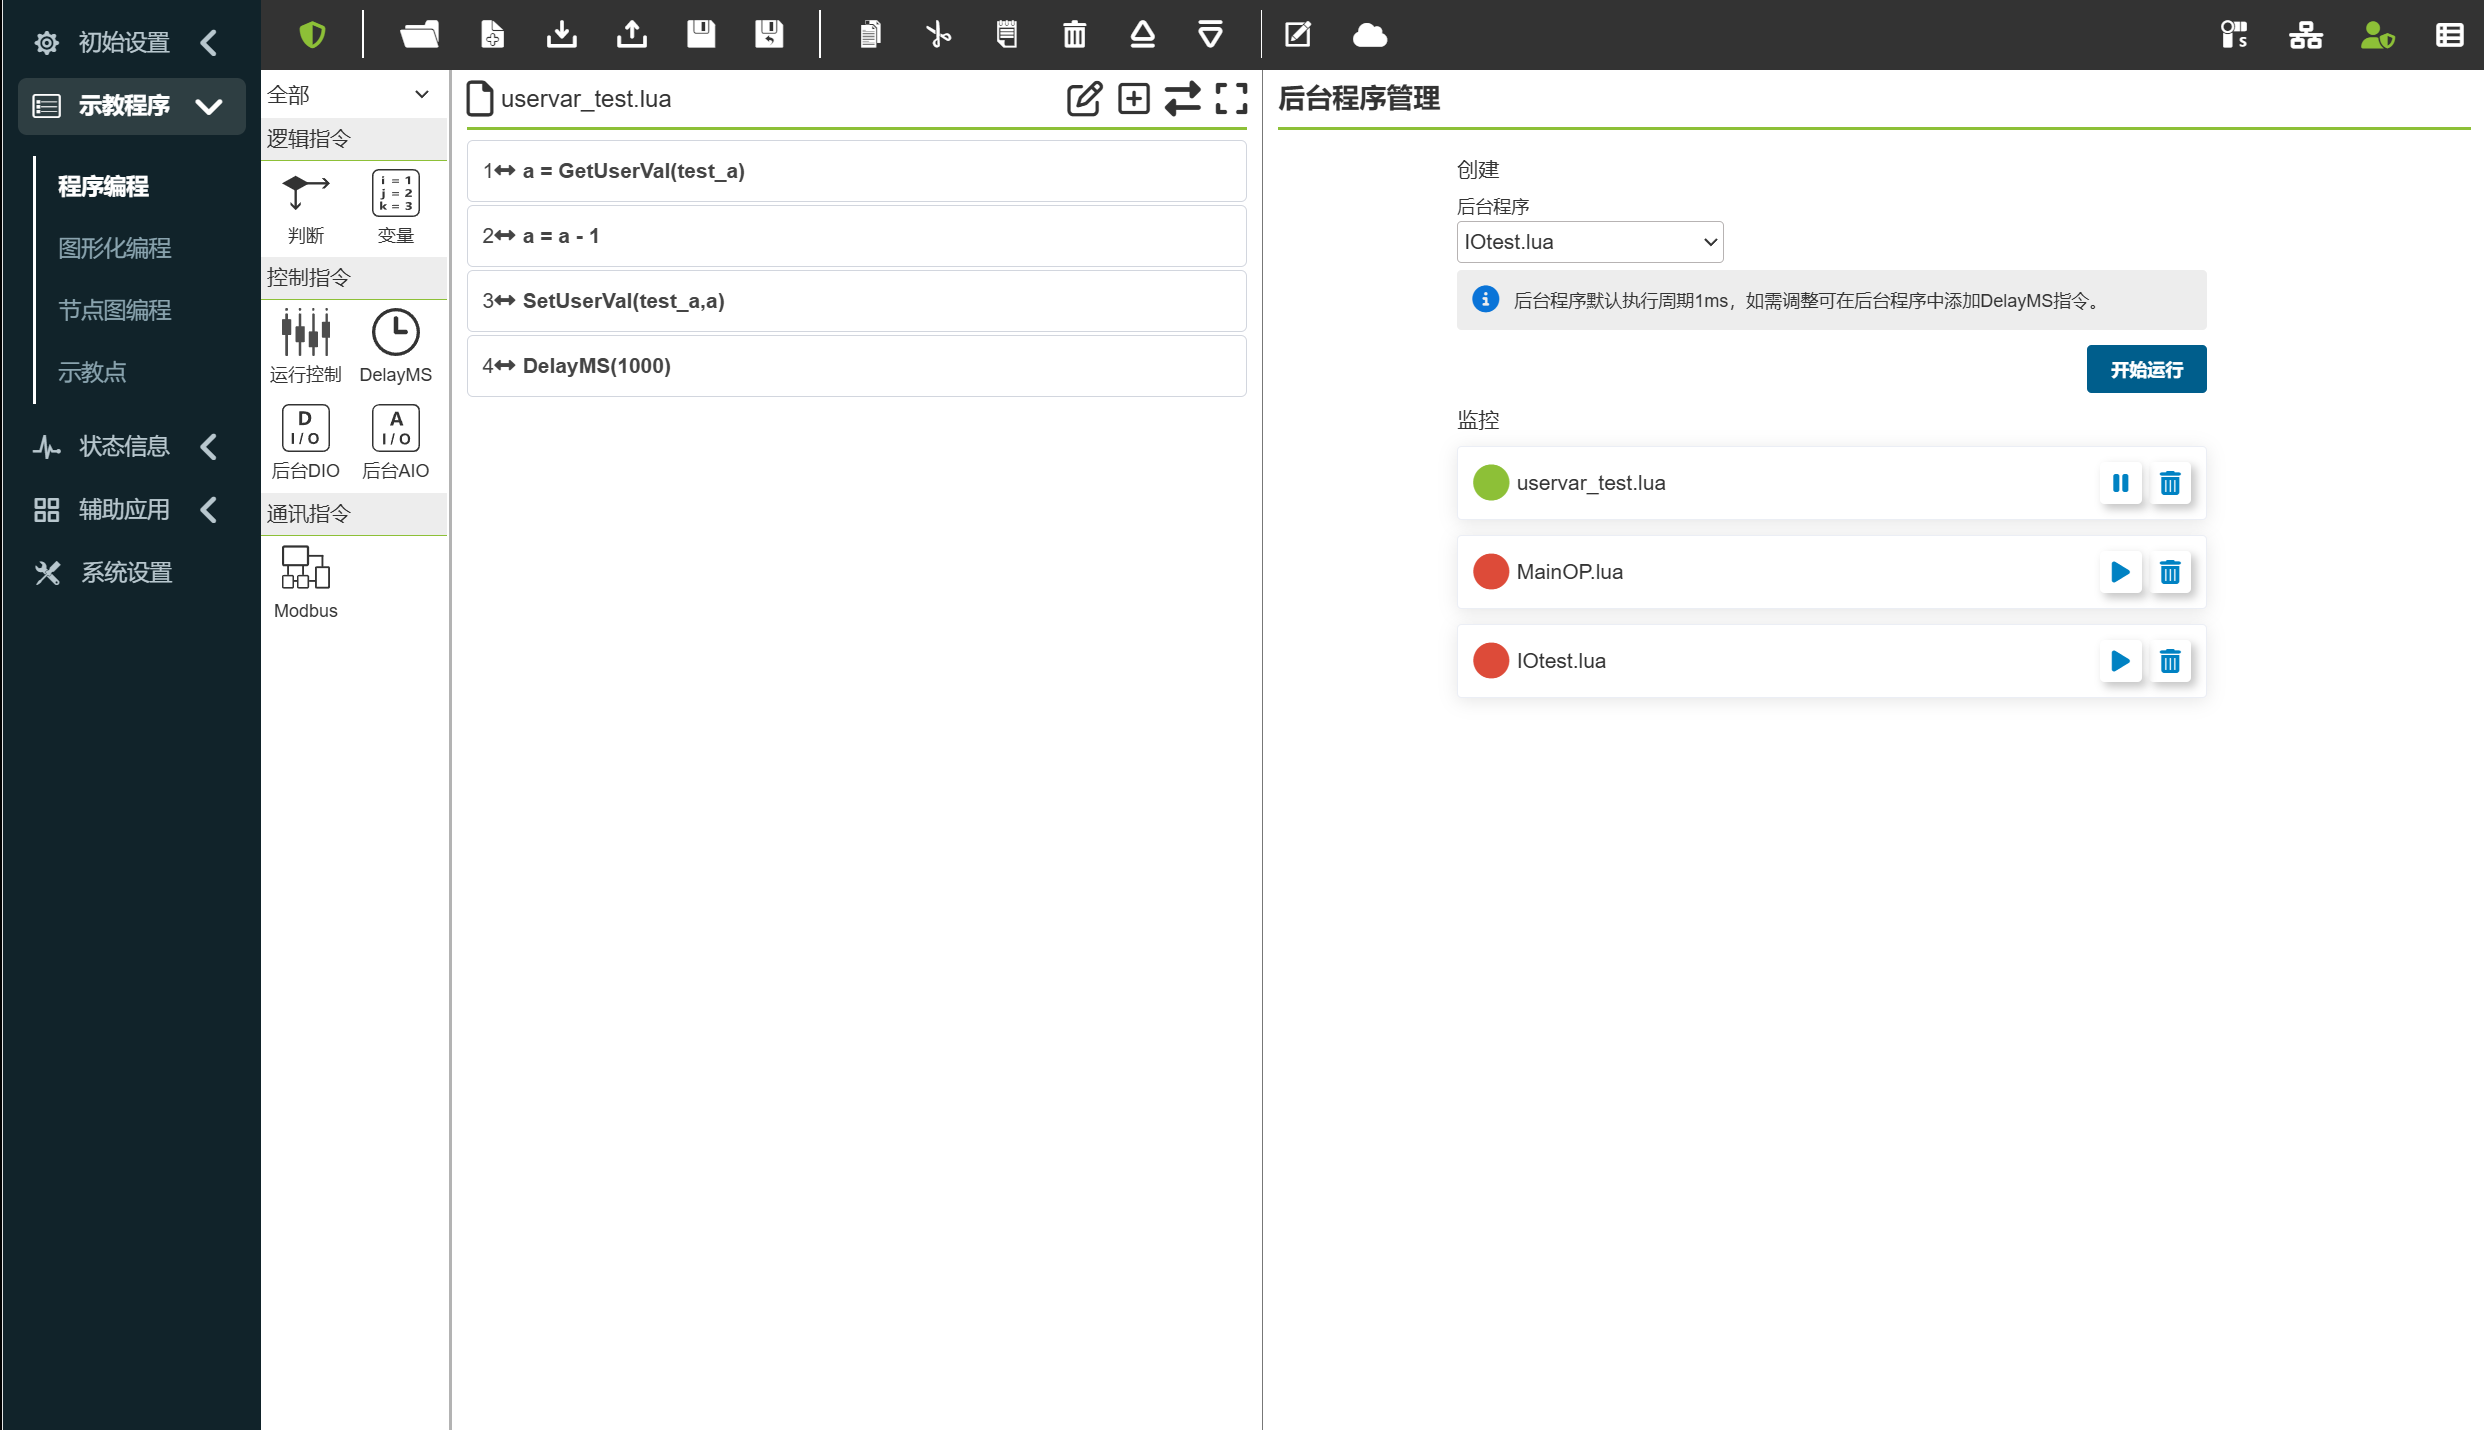 初始设置
示教程序
程序编程
图形化编程
节点图编程
示教点
状态信息
辅助应用
系统设置
S
全部
逻辑指令
i = 1
j = 2
k = 3
判断
变量
控制指令
运行控制
DelayMS
D
I / O
A
I / O
后台DIO
后台AIO
通讯指令
Modbus
uservar_test.lua
1 a = GetUserVal(test_a)
2 a = a - 1
3 SetUserVal(test_a,a)
4 DelayMS(1000)
后台程序管理
创建
后台程序
IOtest.lua
后台程序默认执行周期1ms，如需调整可在后台程序中添加DelayMS指令。
开始运行
监控
uservar_test.lua
MainOP.lua
IOtest.lua